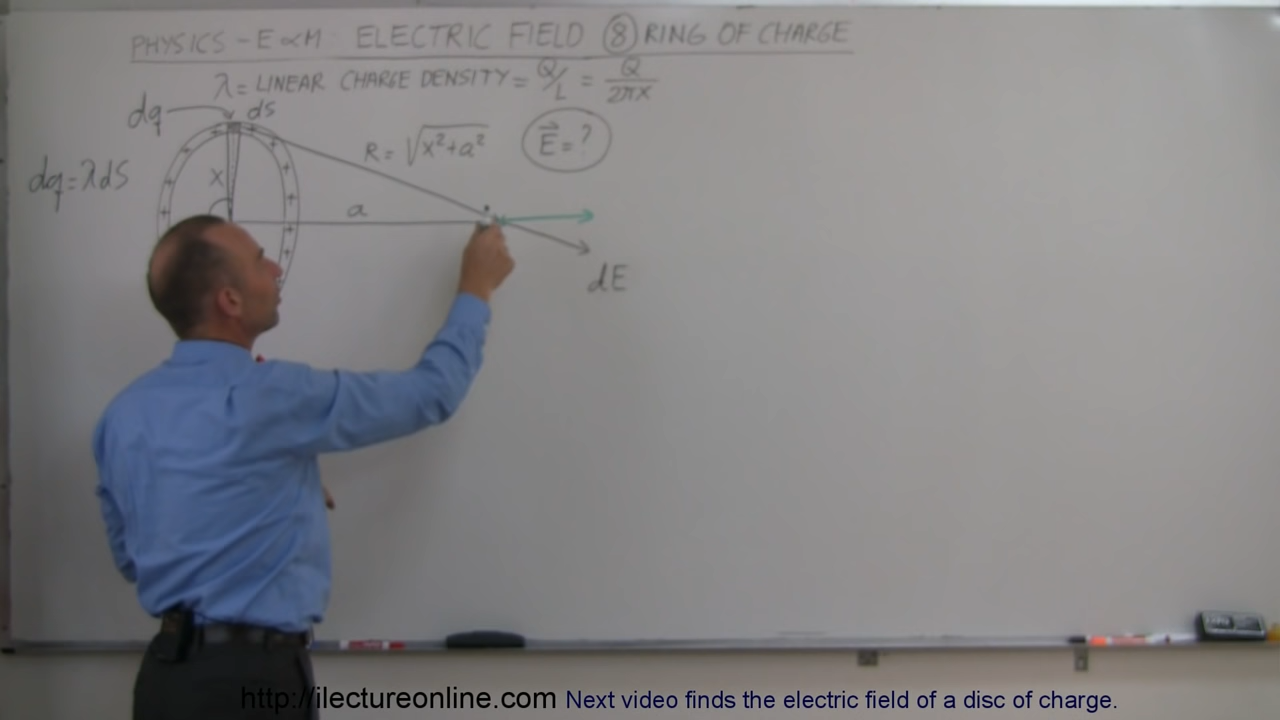 PHYSICS - E ∝ M: ELECTRIC FIELD ⑧ RING OF CHARGE
λ = LINEAR CHARGE DENSITY = Q/L = Q/2πX
dq dS
R = √x²+a²
E⃗ = ?
dq = λdS
x
a
dE
http://ilectureonline.com Next video finds the electric field of a disc of charge.